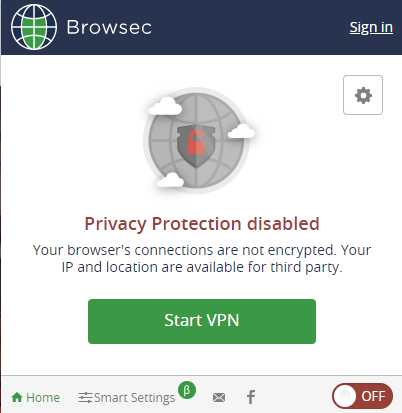 Browsec
Sign in
Privacy Protection disabled
Your browser's connections are not encrypted. Your
IP and location are available for third party.
Start VPN
Home
Smart Settings β
f
OFF